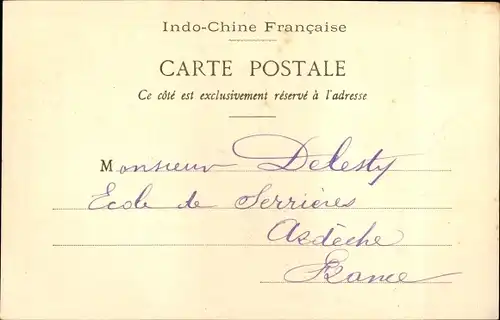 Indo-Chine Française
CARTE POSTALE
Ce côté est exclusivement réservé à l'adresse
Monsieur Delesty
Ecole de Serrières
Ardèche
France